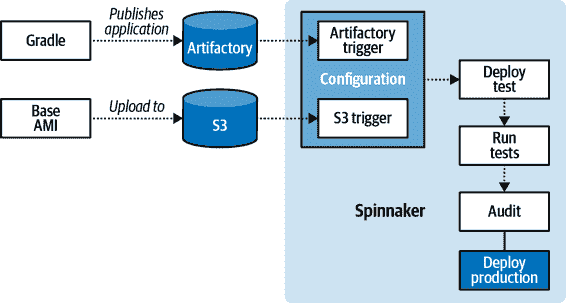 Gradle
Publishes
application
Artifactory
Artifactory
trigger
Configuration
Deploy
test
Base
AMI
Upload to
S3
S3 trigger
Run
tests
Spinnaker
Audit
Deploy
production